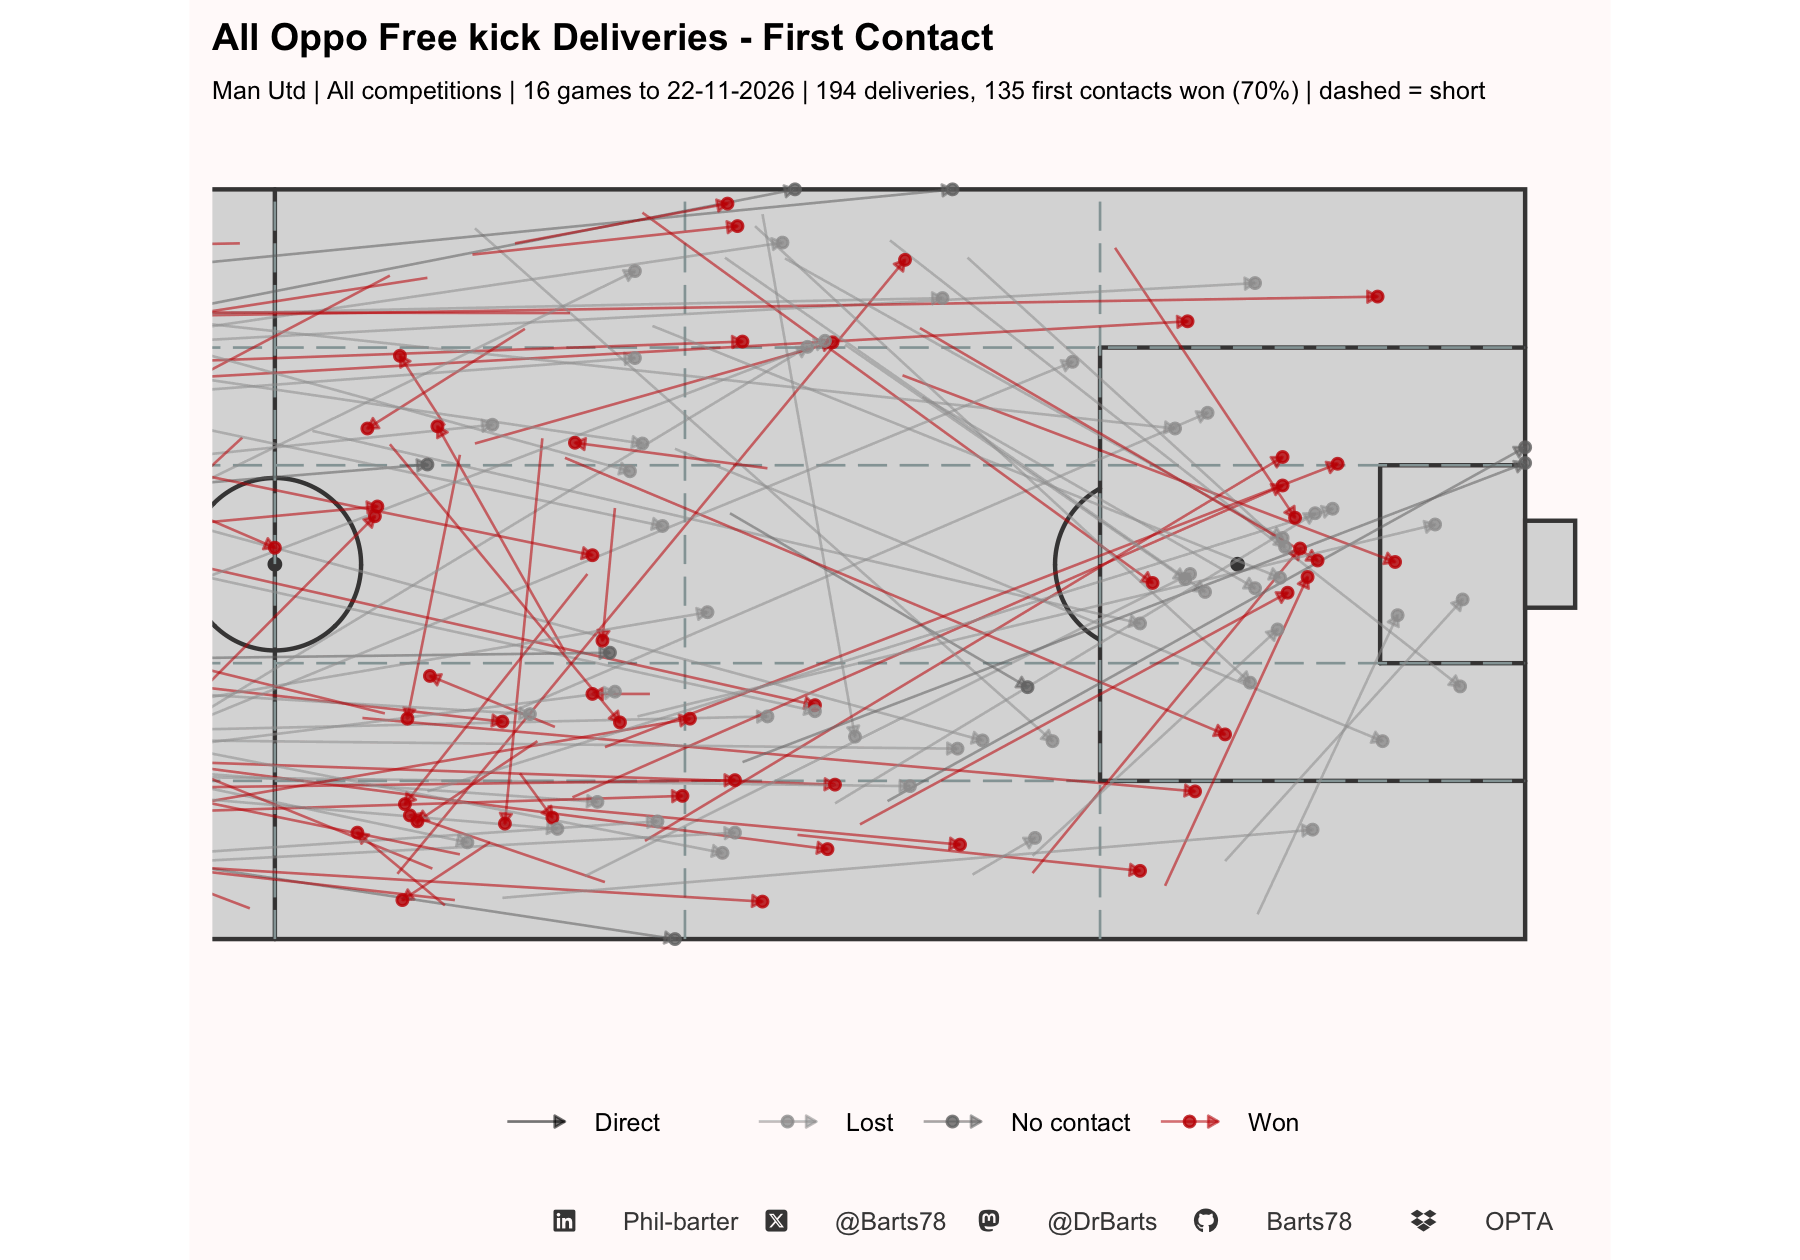 All Oppo Free kick Deliveries - First Contact
Man Utd | All competitions | 16 games to 22-11-2026 | 194 deliveries, 135 first contacts won (70%) | dashed = short
Direct Lost No contact Won
Phil-barter @Barts78 @DrBarts Barts78 OPTA